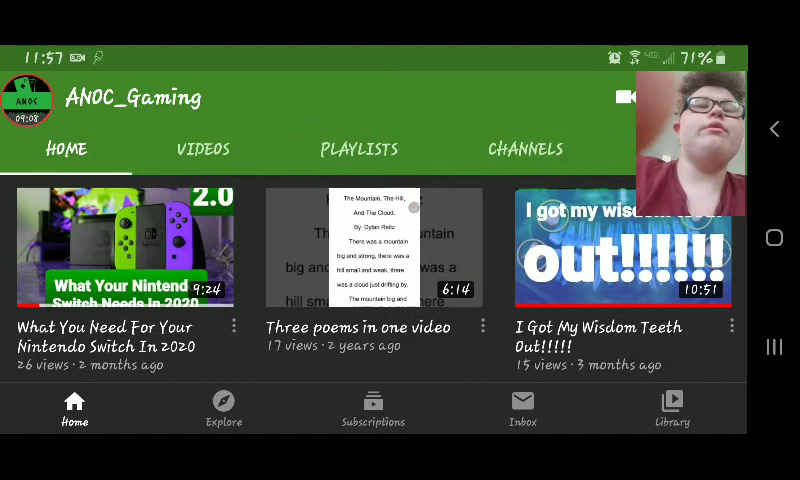 11:57 4G 71%
ANOC
09:08
ANOC_Gaming
HOME VIDEOS PLAYLISTS CHANNELS
2.0
What Your Nintend
Switch Needs In 2020
9:24
The Mountain, The Hill,
And The Cloud.
By: Dylan Reitz
There was a mountain
big and strong, there was a
hill small and weak, there
was a cloud just drifting by.
The mountain big and
6:14
I got my
out!!!!!!
10:51
What You Need For Your
Nintendo Switch In 2020
26 views · 2 months ago
Three poems in one video
17 views · 2 years ago
I Got My Wisdom Teeth
Out!!!!!
15 views · 3 months ago
Home Explore Subscriptions Inbox Library